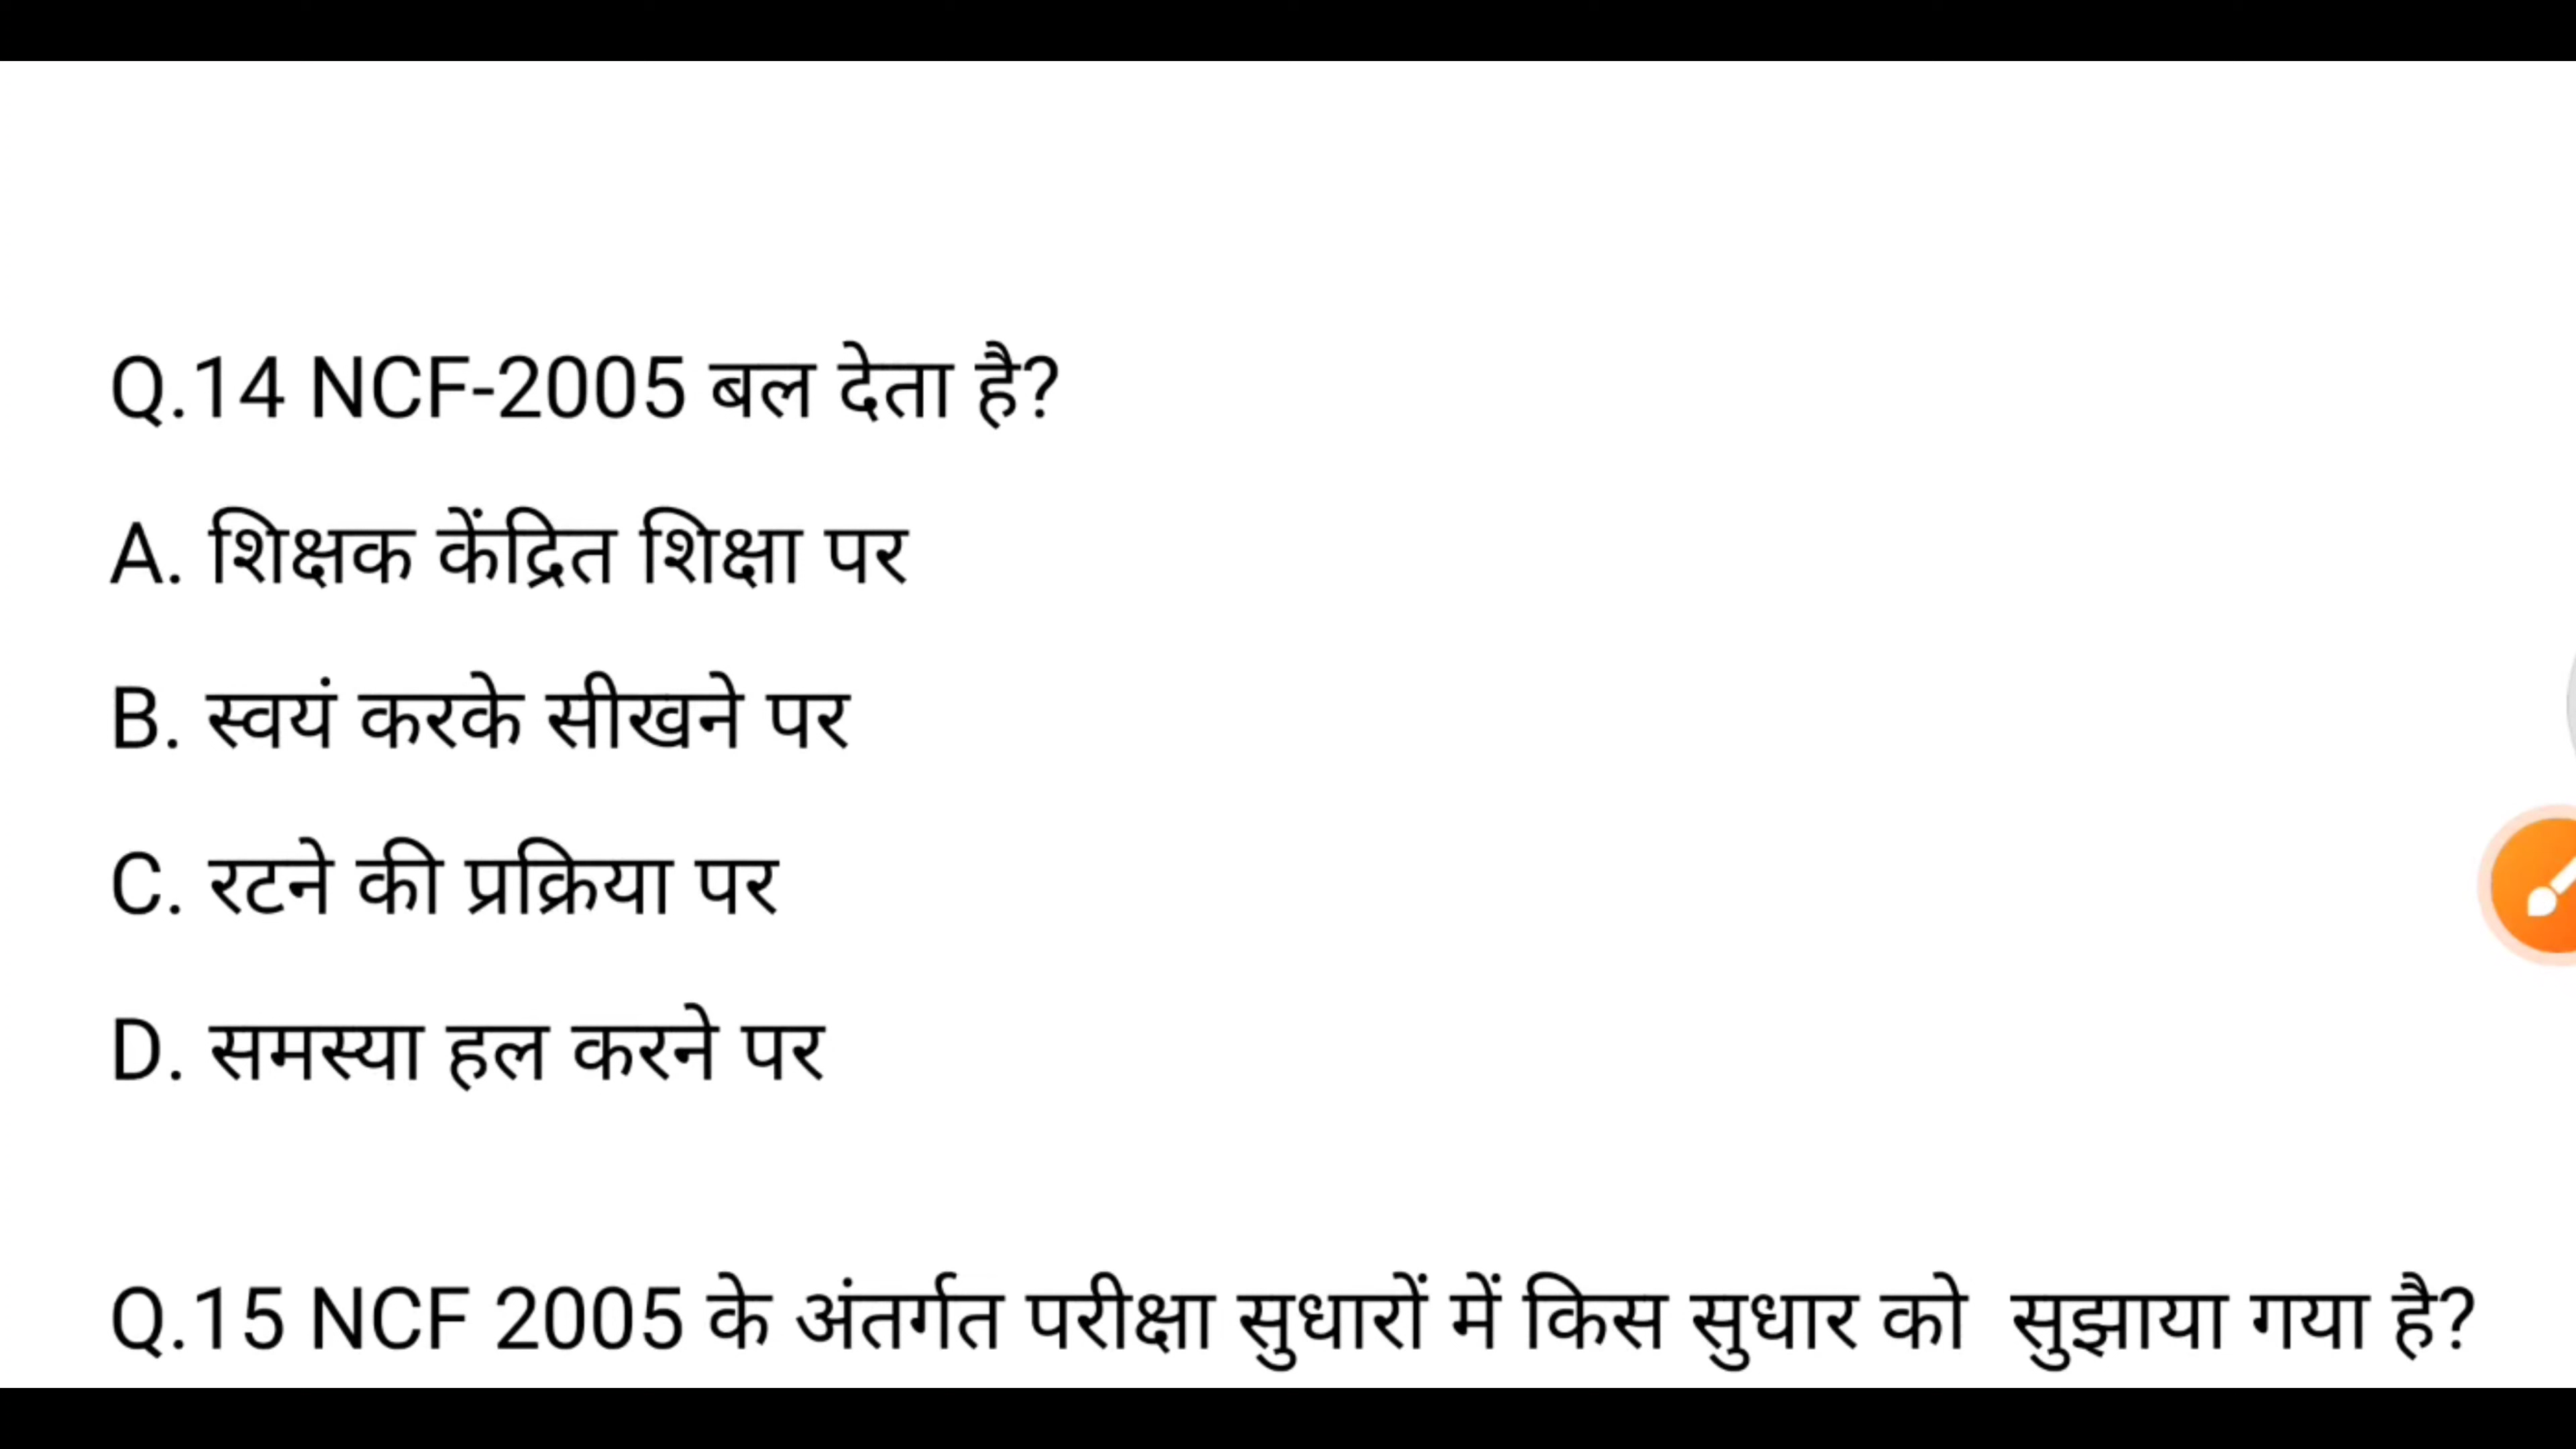 Q.14 NCF-2005 बल देता है?
A. शिक्षक केंद्रित शिक्षा पर
B. स्वयं करके सीखने पर
C. रटने की प्रक्रिया पर
D. समस्या हल करने पर
Q.15 NCF 2005 के अंतर्गत परीक्षा सुधारों में किस सुधार को सुझाया गया है?